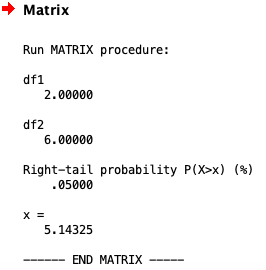 Matrix
Run MATRIX procedure:
df1
2.00000
df2
6.00000
Right-tail probability P(X>x) (%)
.05000
x =
5.14325
------ END MATRIX -----